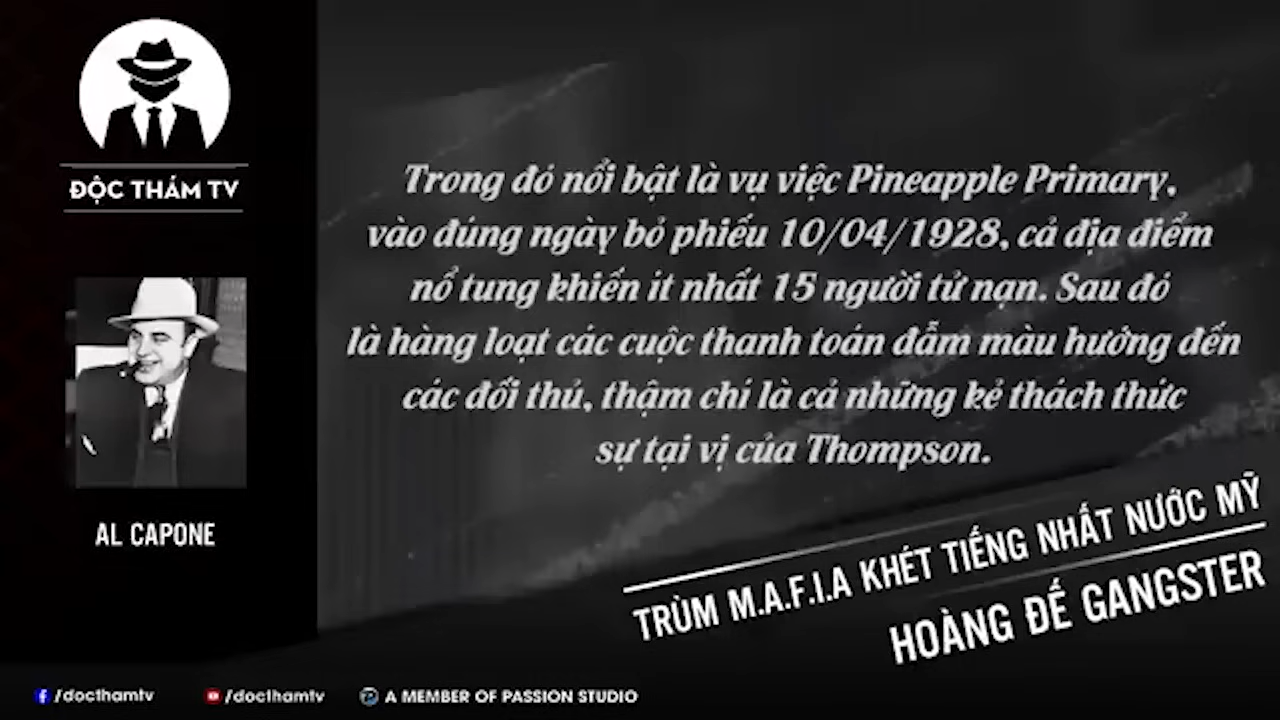 ĐỘC THÁM TV
AL CAPONE
Trong đó nổi bật là vụ việc Pineapple Primary,
vào đúng ngày bỏ phiếu 10/04/1928, cả địa điểm
nổ tung khiến ít nhất 15 người tử nạn. Sau đó
là hàng loạt các cuộc thanh toán đẫm màu hướng đến
các đối thủ, thậm chí là cả những kẻ thách thức
sự tại vị của Thompson.
TRÙM M.A.F.I.A KHÉT TIẾNG NHẤT NƯỚC MỸ
HOÀNG ĐẾ GANGSTER
/docthamtv
/docthamtv
A MEMBER OF PASSION STUDIO